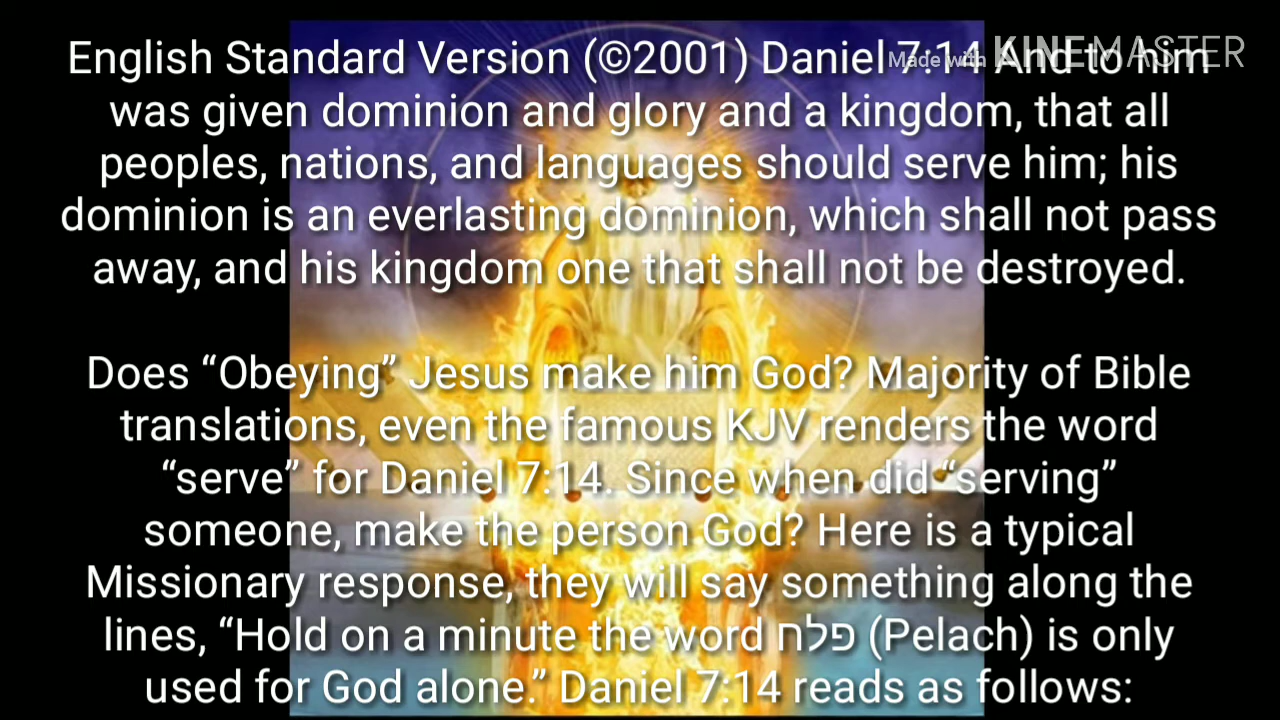 English Standard Version (©2001) Daniel 7:14 And to him
Made with KINEMASTER
was given dominion and glory and a kingdom, that all
peoples, nations, and languages should serve him; his
dominion is an everlasting dominion, which shall not pass
away, and his kingdom one that shall not be destroyed.
Does “Obeying” Jesus make him God? Majority of Bible
translations, even the famous KJV renders the word
“serve” for Daniel 7:14. Since when did “serving”
someone, make the person God? Here is a typical
Missionary response, they will say something along the
lines, “Hold on a minute the word פלח (Pelach) is only
used for God alone.” Daniel 7:14 reads as follows: